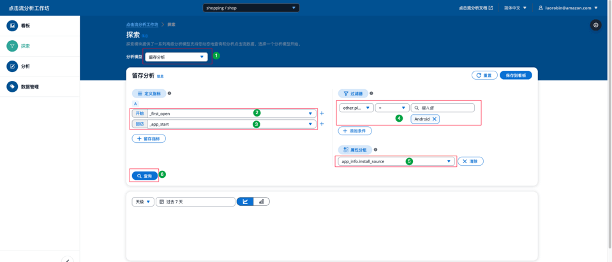 点击流分析工作坊
shopping / shop
点击流分析文档
简体中文
看板
探索
分析
数据管理
点击流分析工作坊 > 探索
探索
分析模型
留存分析
1
留存分析
重置
保存到看板
定义指标
过滤器
A
开始 _first_open
2
回访 _app_start
3
=
输入值
4
Android
留存指标
添加条件
属性分组
app_info.install_source
5
清除
查询
6
天级
过去 7 天